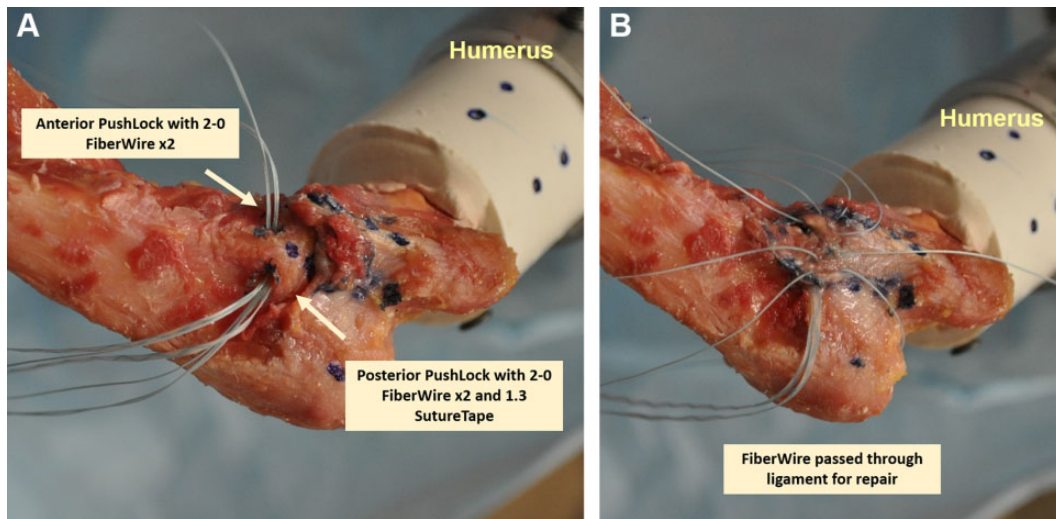 A
Humerus
Anterior PushLock with 2-0
FiberWire x2
Posterior PushLock with 2-0
FiberWire x2 and 1.3
SutureTape
B
Humerus
FiberWire passed through
ligament for repair